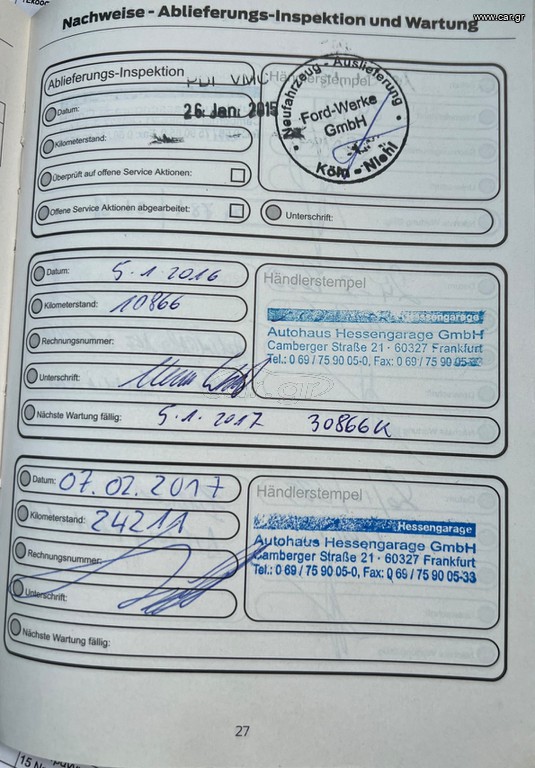 www.car.gr
Nachweise - Ablieferungs-Inspektion und Wartung
Ablieferungs-Inspektion
PDI VMC
Händlerstempel
Datum:
26. Jan. 2015
Kilometerstand:
Überprüft auf offene Service Aktionen:
Offene Service Aktionen abgearbeitet:
Neufahrzeug - Auslieferung
Ford-Werke
GmbH
Köln - Niehl
Unterschrift:
Datum: 5.1.2016
Kilometerstand: 10866
Rechnungsnummer:
Unterschrift:
Händlerstempel
Hessengarage
Autohaus Hessengarage GmbH
Camberger Straße 21 · 60327 Frankfurt
Tel.: 0 69 / 75 90 05-0, Fax: 0 69 / 75 90 05-33
Nächste Wartung fällig: 5.1.2017 30866K
Datum: 07.02.2017
Kilometerstand: 24211
Rechnungsnummer:
Unterschrift:
Händlerstempel
Hessengarage
Autohaus Hessengarage GmbH
Camberger Straße 21 · 60327 Frankfurt
Tel.: 0 69 / 75 90 05-0, Fax: 0 69 / 75 90 05-33
Nächste Wartung fällig:
27